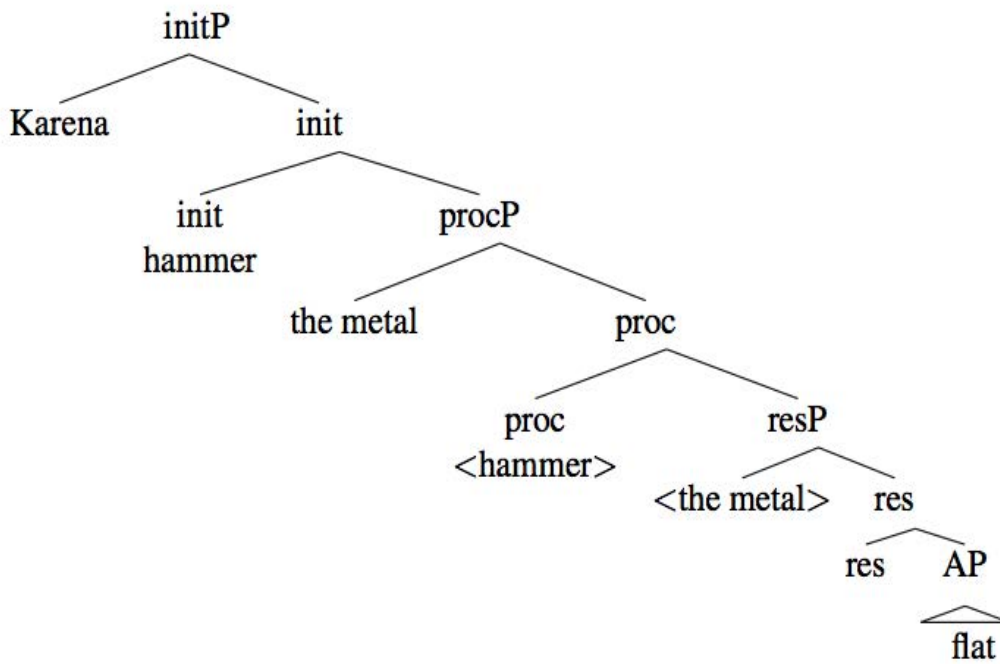 initP
Karena init
init procP
hammer
the metal proc
proc resP
<hammer>
<the metal> res
res AP
flat